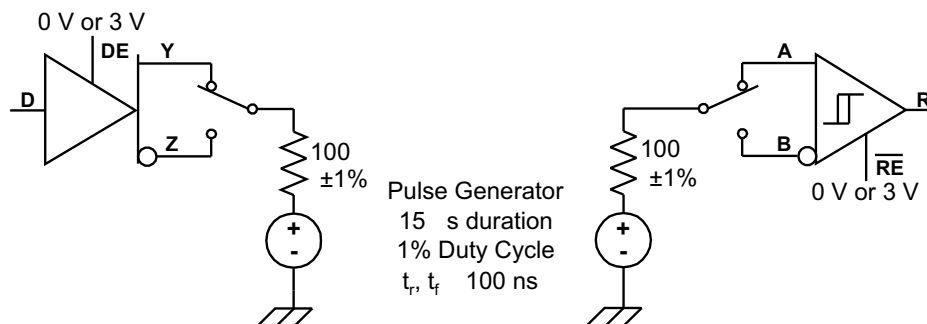 0 V or 3 V
DE
Y
D
Z
100
±1%
+
-
Pulse Generator
15 s duration
1% Duty Cycle
tr, tf 100 ns
A
B
R
RE
0 V or 3 V
100
±1%
+
-